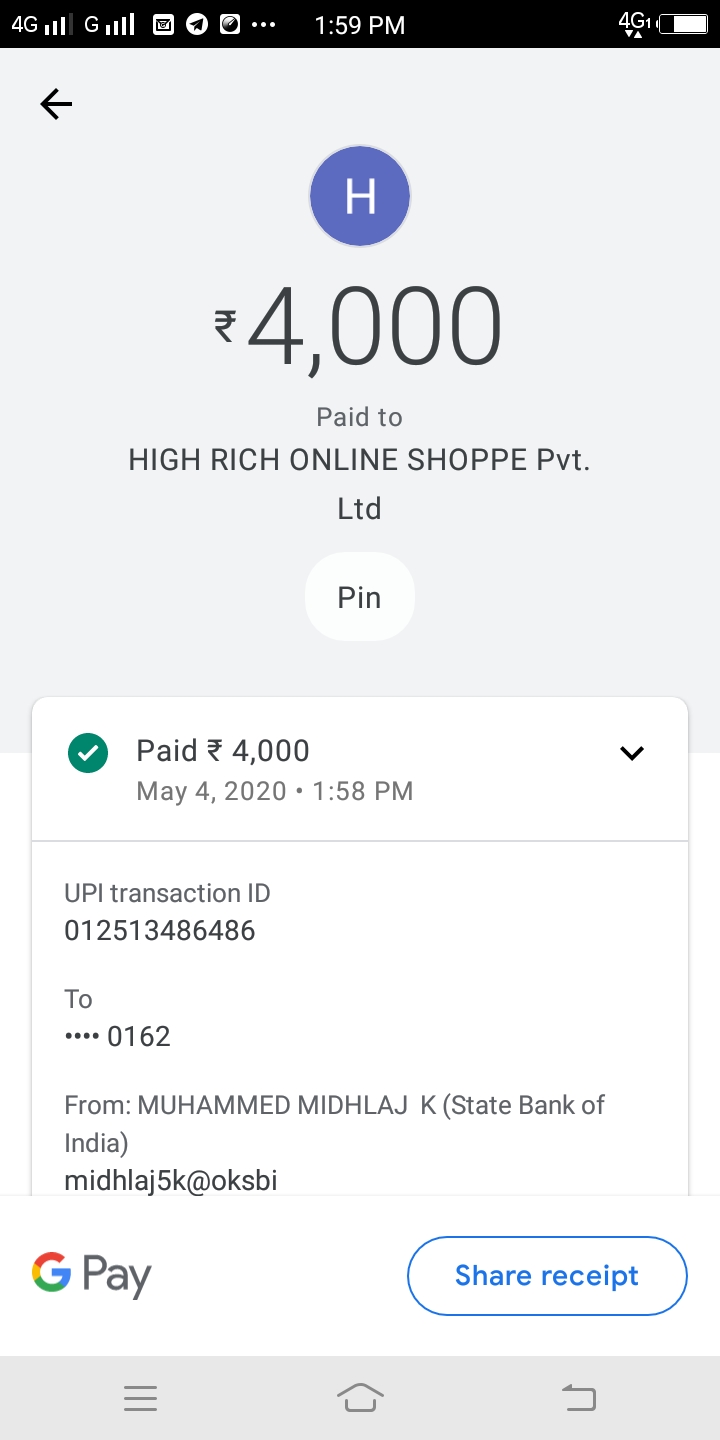 4G G 1:59 PM 4G1
H
₹4,000
Paid to
HIGH RICH ONLINE SHOPPE Pvt.
Ltd
Pin
Paid ₹ 4,000
May 4, 2020 • 1:58 PM
UPI transaction ID
012513486486
To
•••• 0162
From: MUHAMMED MIDHLAJ  K (State Bank of
India)
midhlaj5k@oksbi
G Pay
Share receipt